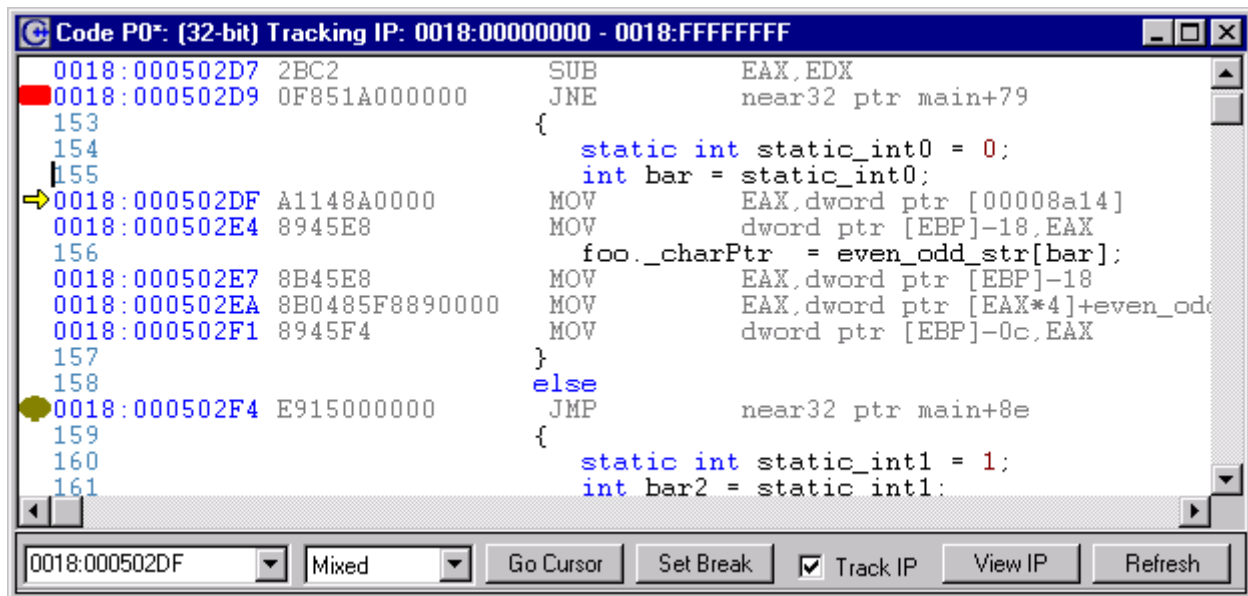 Code P0*: (32-bit) Tracking IP: 0018:00000000 - 0018:FFFFFFFF
0018:000502D7 2BC2 SUB EAX,EDX
0018:000502D9 0F851A000000 JNE near32 ptr main+79
153 {
154 static int static_int0 = 0;
155 int bar = static_int0;
0018:000502DF A1148A0000 MOV EAX,dword ptr [00008a14]
0018:000502E4 8945E8 MOV dword ptr [EBP]-18,EAX
156 foo._charPtr = even_odd_str[bar];
0018:000502E7 8B45E8 MOV EAX,dword ptr [EBP]-18
0018:000502EA 8B0485F8890000 MOV EAX,dword ptr [EAX*4]+even_odd
0018:000502F1 8945F4 MOV dword ptr [EBP]-0c,EAX
157 }
158 else
0018:000502F4 E915000000 JMP near32 ptr main+8e
159 {
160 static int static_int1 = 1;
161 int bar2 = static_int1;
0018:000502DF Mixed Go Cursor Set Break Track IP View IP Refresh